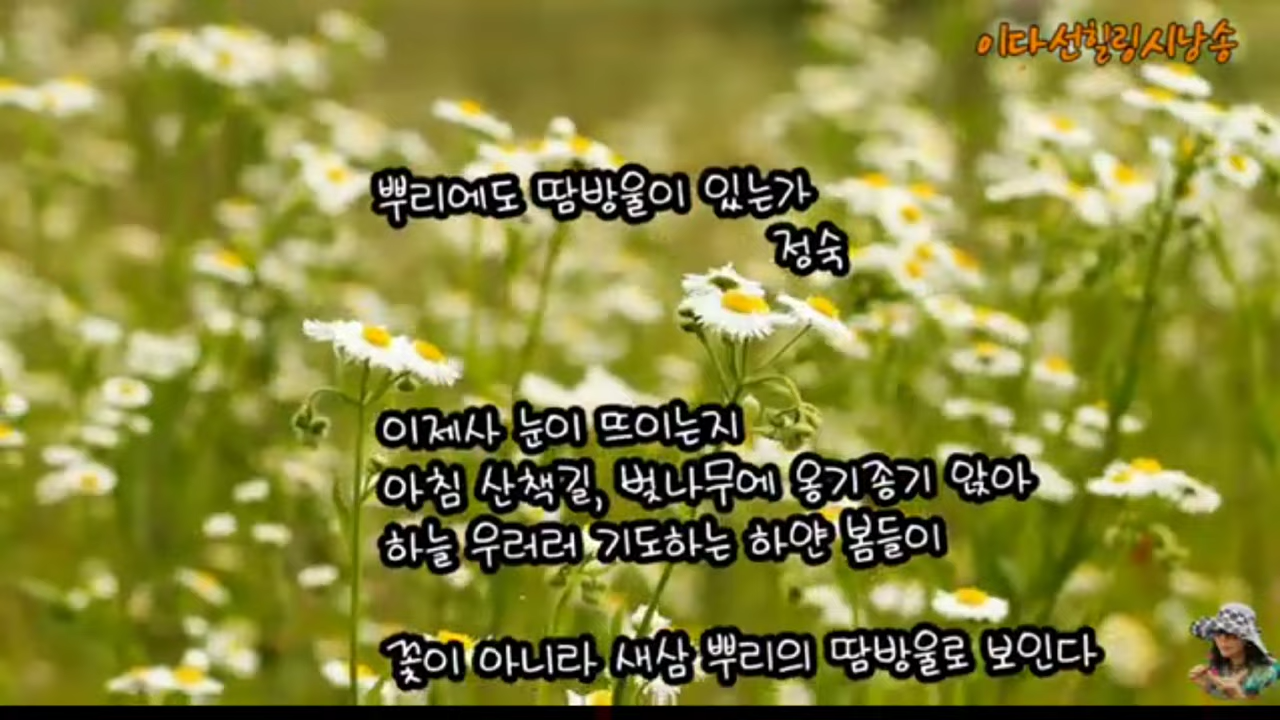 이다선힐링시낭송
뿌리에도 땀방울이 있는가
정숙
이제사 눈이 뜨이는지
아침 산책길, 벚나무에 옹기종기 앉아
하늘 우러러 기도하는 하얀 봄들이
꽃이 아니라 새삼 뿌리의 땀방울로 보인다